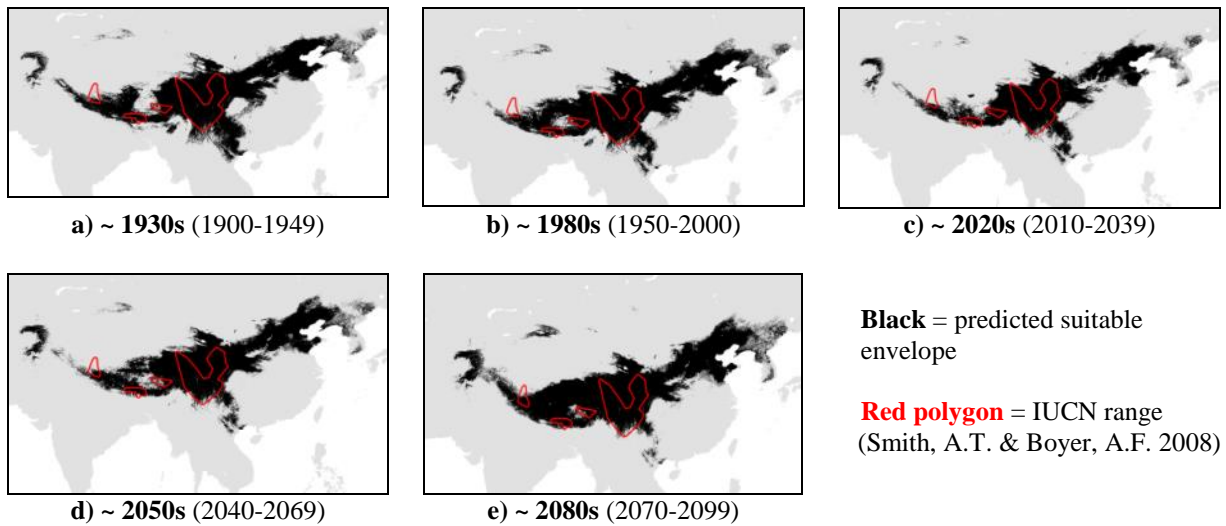 a) ~ 1930s (1900-1949)
b) ~ 1980s (1950-2000)
c) ~ 2020s (2010-2039)
d) ~ 2050s (2040-2069)
e) ~ 2080s (2070-2099)
Black = predicted suitable
envelope
Red polygon = IUCN range
(Smith, A.T. & Boyer, A.F. 2008)